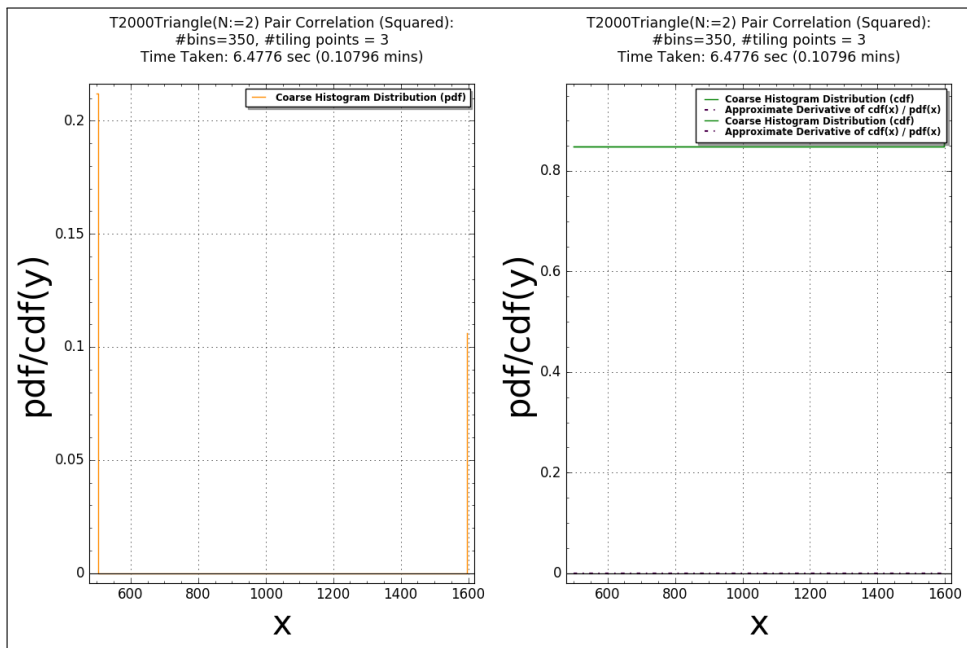 T2000Triangle(N:=2) Pair Correlation (Squared):
#bins=350, #tiling points = 3
Time Taken: 6.4776 sec (0.10796 mins)
Coarse Histogram Distribution (pdf)
pdf/cdf(y)
0.2
0.15
0.1
0.05
0
600
800
1000
1200
1400
1600
x
T2000Triangle(N:=2) Pair Correlation (Squared):
#bins=350, #tiling points = 3
Time Taken: 6.4776 sec (0.10796 mins)
Coarse Histogram Distribution (cdf)
Approximate Derivative of cdf(x) / pdf(x)
Coarse Histogram Distribution (cdf)
Approximate Derivative of cdf(x) / pdf(x)
pdf/cdf(y)
0.8
0.6
0.4
0.2
0
600
800
1000
1200
1400
1600
x